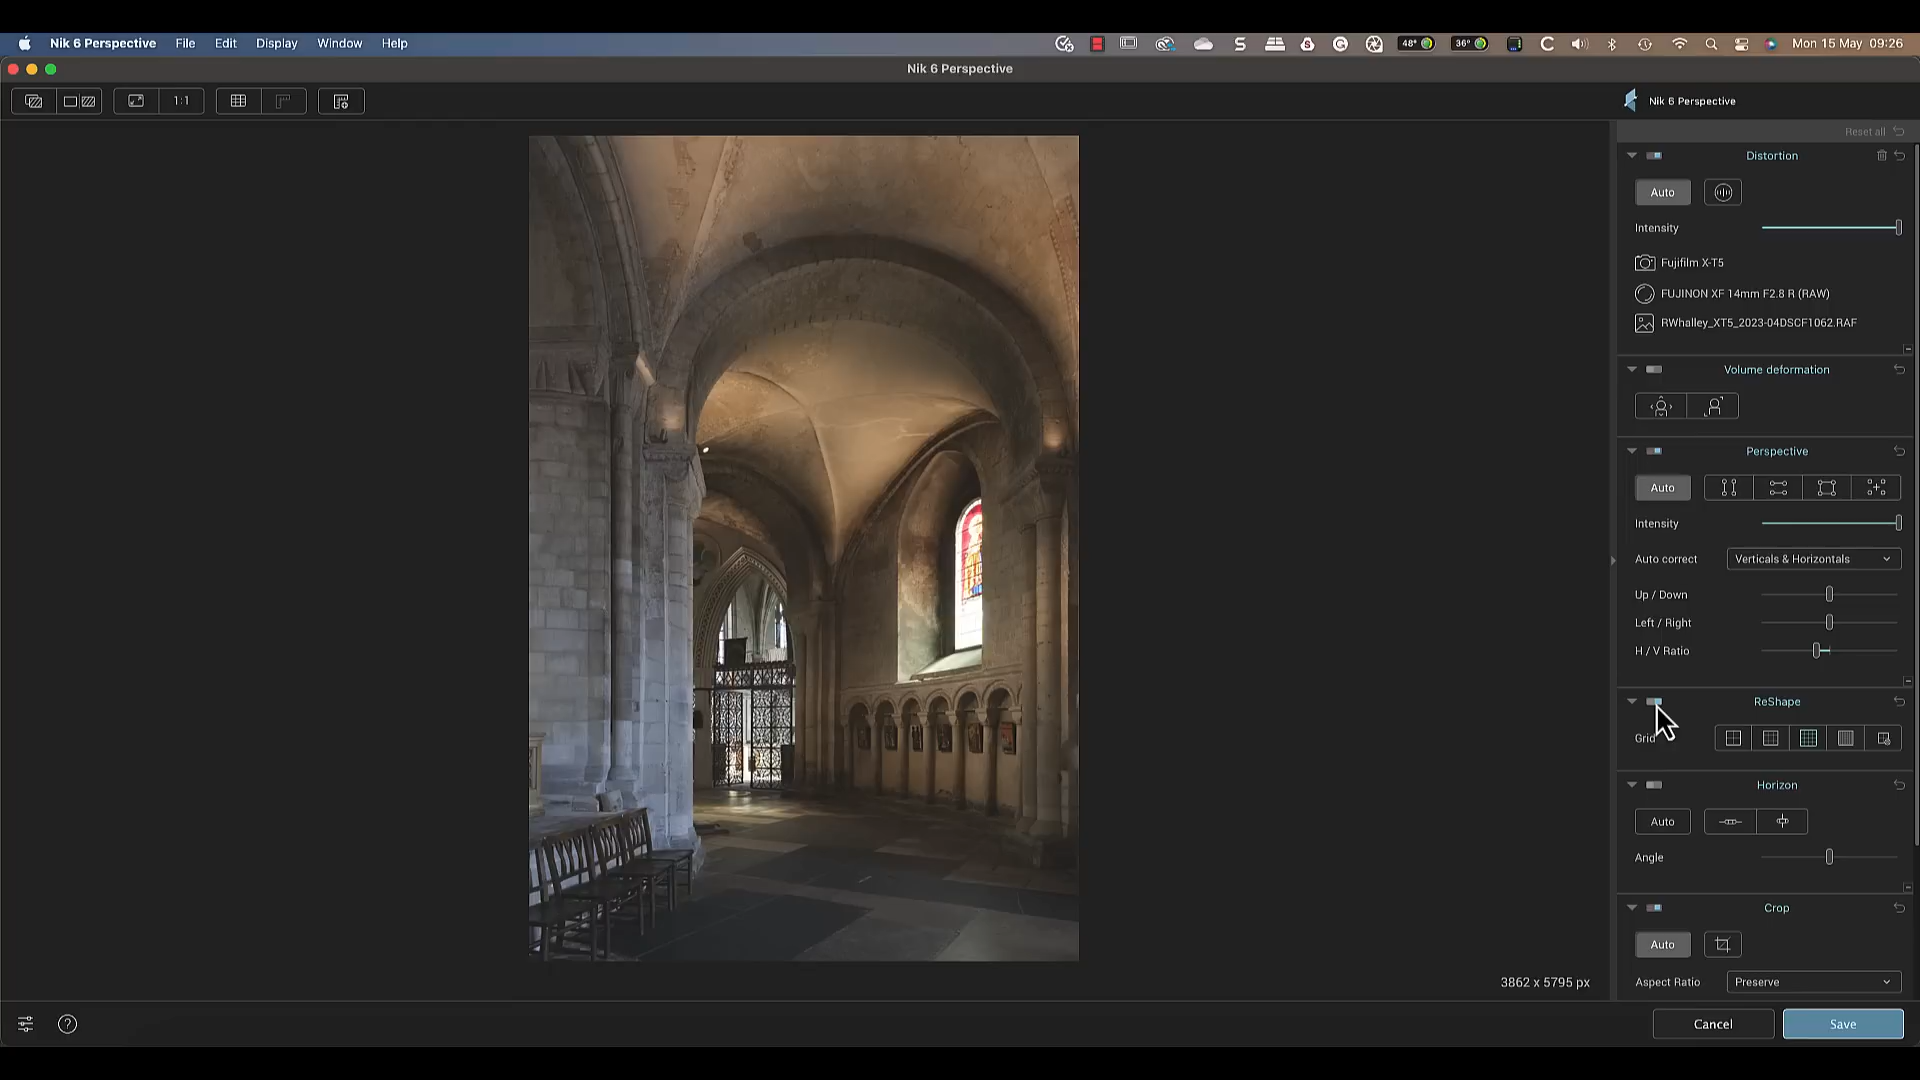 Nik 6 Perspective File Edit Display Window Help 48° 36° Mon 15 May 09:26
Nik 6 Perspective
1:1 Nik 6 Perspective
Reset all
Distortion
Auto
Intensity
Fujifilm X-T5
FUJINON XF 14mm F2.8 R (RAW)
RWhalley_XT5_2023-04DSCF1062.RAF
Volume deformation
Perspective
Auto
Intensity
Auto correct Verticals & Horizontals
Up / Down
Left / Right
H / V Ratio
ReShape
Grid
Horizon
Auto
Angle
Crop
Auto
3862 x 5795 px Aspect Ratio Preserve
Cancel Save